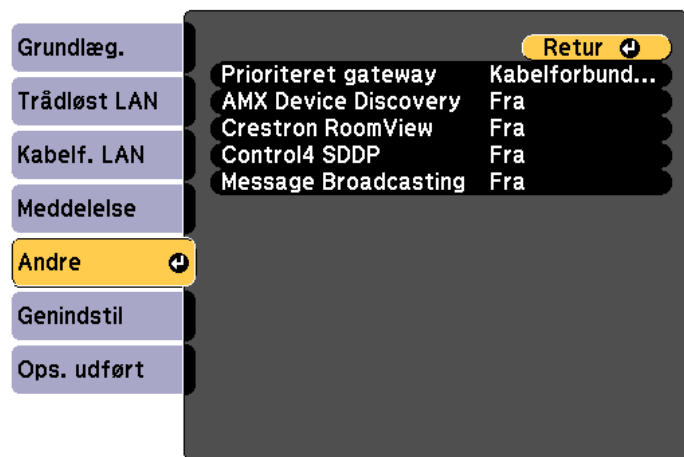 Grundlæg.
Trådløst LAN
Kabelf. LAN
Meddelelse
Andre
Genindstil
Ops. udført
Retur
Prioriteret gateway Kabelforbund...
AMX Device Discovery Fra
Crestron RoomView Fra
Control4 SDDP Fra
Message Broadcasting Fra